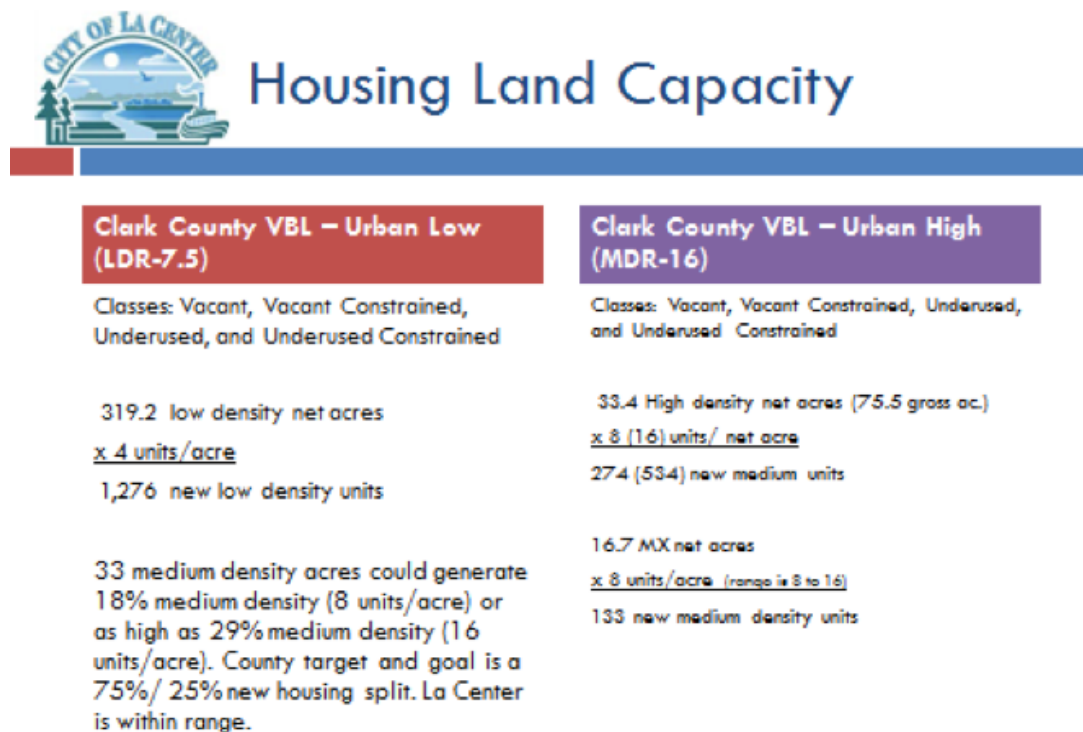 CITY OF LA CENTER
Housing Land Capacity
Clark County VBL – Urban Low
(LDR-7.5)
Classes: Vacant, Vacant Constrained,
Underused, and Underused Constrained
319.2 low density net acres
x 4 units/acre
1,276 new low density units
33 medium density acres could generate
18% medium density (8 units/acre) or
as high as 29% medium density (16
units/acre). County target and goal is a
75%/ 25% new housing split. La Center
is within range.
Clark County VBL – Urban High
(MDR-16)
Classes: Vacant, Vacant Constrained, Underused,
and Underused Constrained
33.4 High density net acres (75.5 gross ac.)
x 8 (16) units/ net acre
274 (534) new medium units
16.7 MX net acres
x 8 units/acre (range is 8 to 16)
133 new medium density units